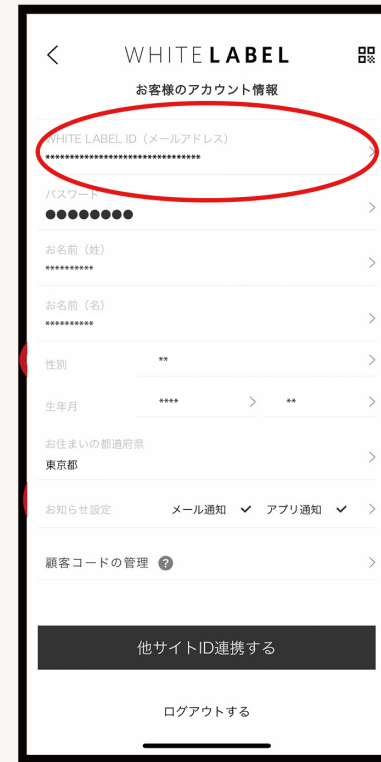 WHITE LABEL
お客様のアカウント情報
WHITE LABEL ID（メールアドレス）
*********************************
パスワード
●●●●●●●●
お名前（姓）
**********
お名前（名）
**********
性別 **
生年月 **** > **
お住まいの都道府県
東京都
お知らせ設定 メール通知 ✔ アプリ通知 ✔
顧客コードの管理 ?
他サイトID連携する
ログアウトする